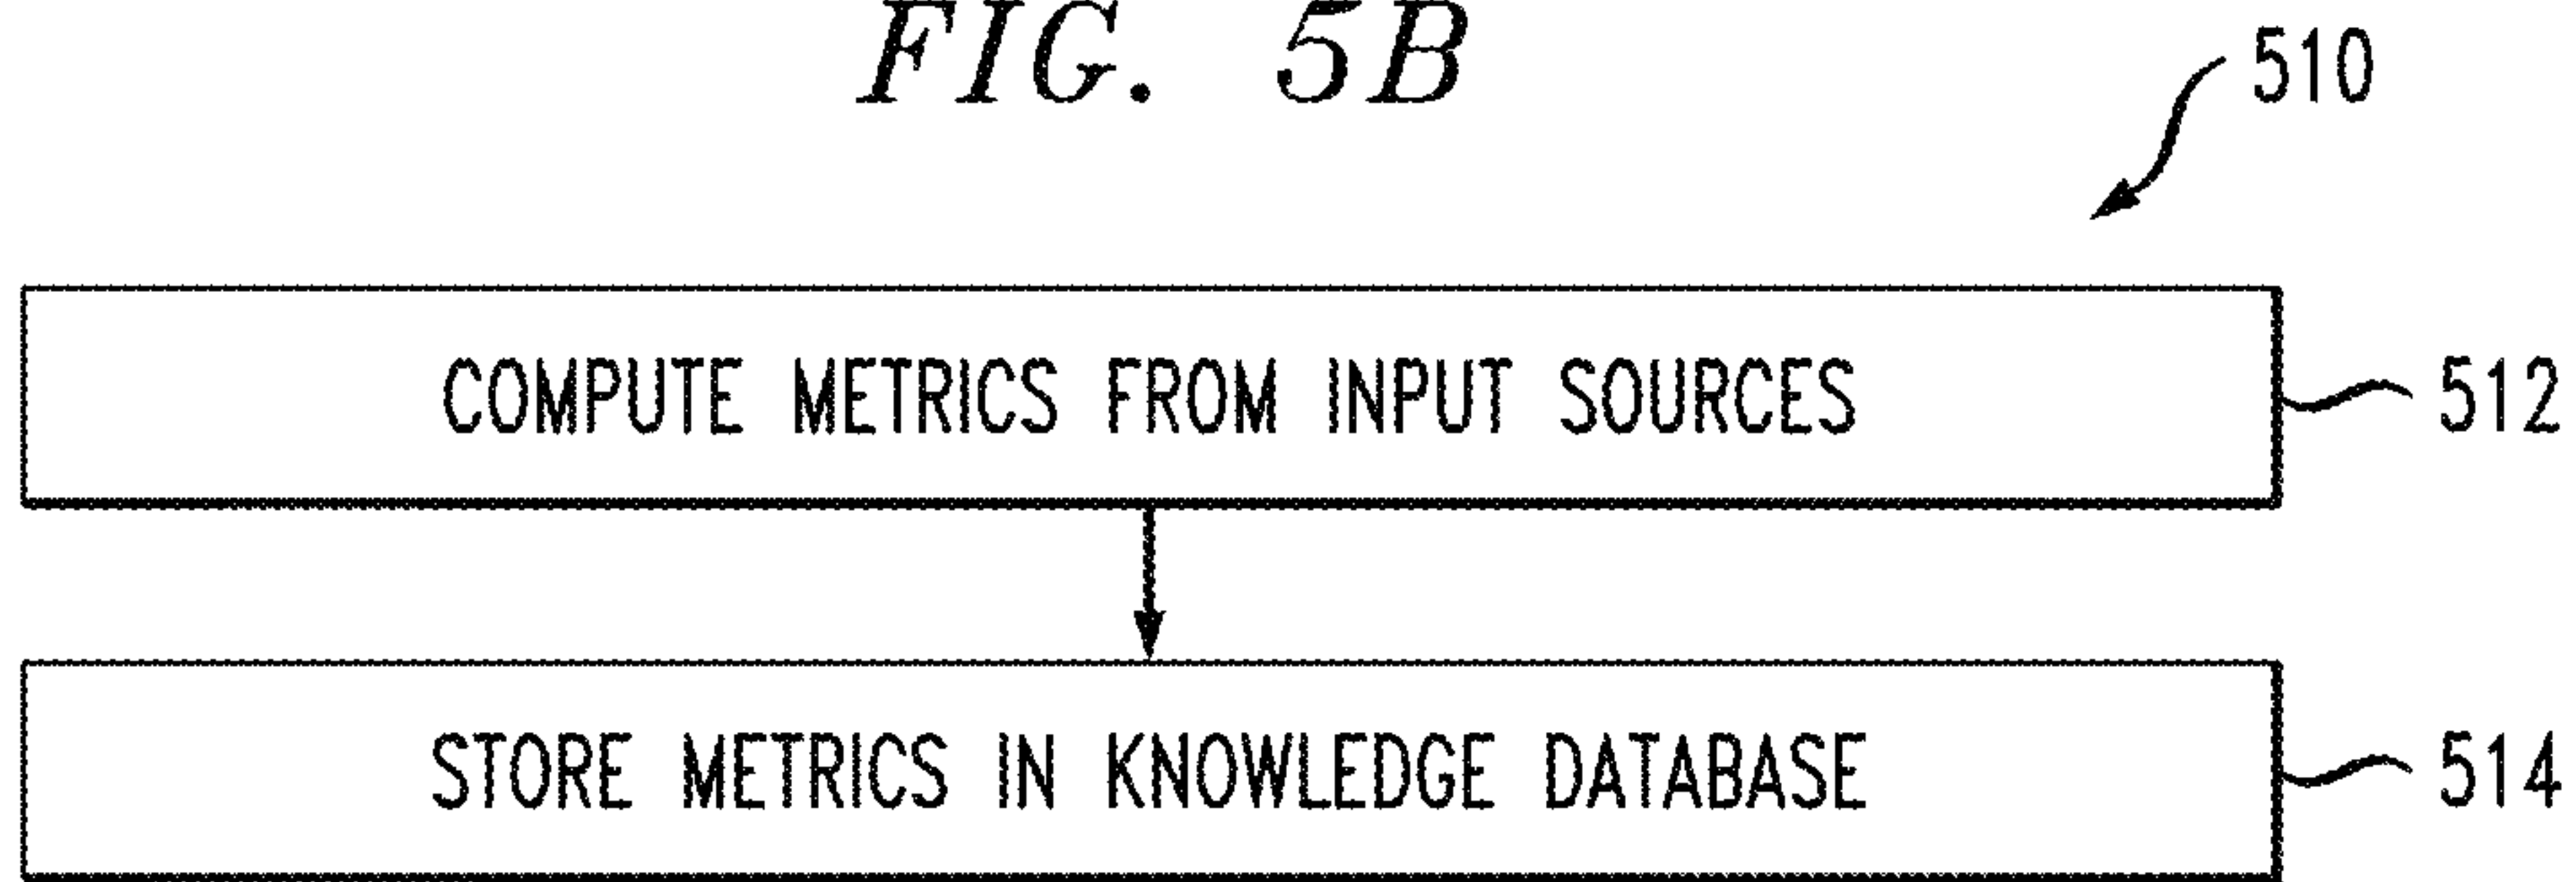 FIG. 5B
510
COMPUTE METRICS FROM INPUT SOURCES
512
STORE METRICS IN KNOWLEDGE DATABASE
514